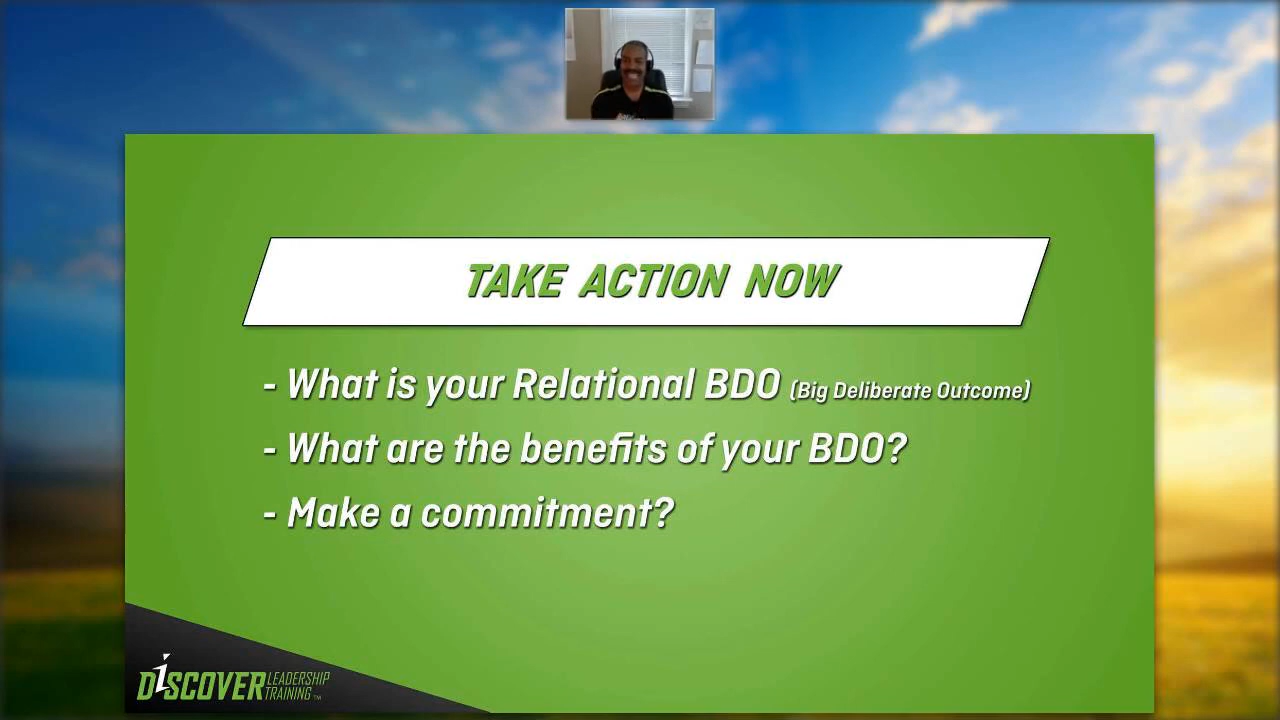 TAKE ACTION NOW
- What is your Relational BDO (Big Deliberate Outcome)
- What are the benefits of your BDO?
- Make a commitment?
DiSCOVER LEADERSHIP TRAINING™